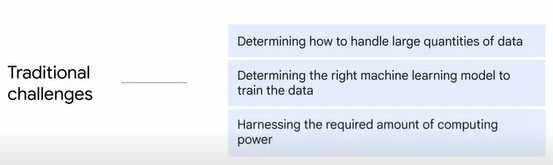 Traditional
challenges
Determining how to handle large quantities of data
Determining the right machine learning model to
train the data
Harnessing the required amount of computing
power